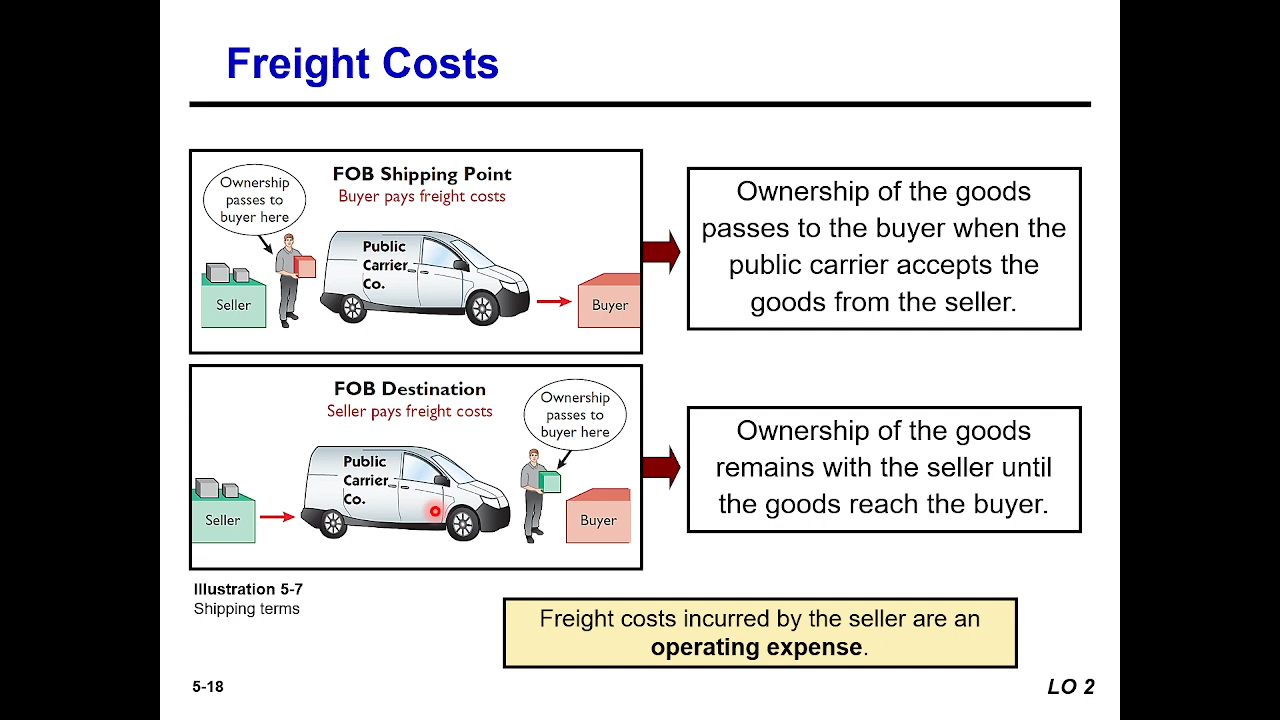 Freight Costs
FOB Shipping Point
Buyer pays freight costs
Ownership
passes to
buyer here
Public
Carrier
Co.
Seller
Buyer
Ownership of the goods
passes to the buyer when the
public carrier accepts the
goods from the seller.
FOB Destination
Seller pays freight costs
Ownership
passes to
buyer here
Public
Carrier
Co.
Seller
Buyer
Ownership of the goods
remains with the seller until
the goods reach the buyer.
Illustration 5-7
Shipping terms
Freight costs incurred by the seller are an
operating expense.
5-18
LO 2